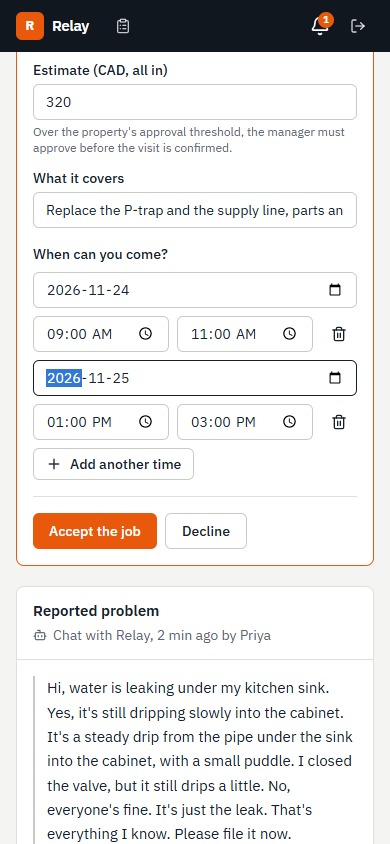 R Relay 1
Estimate (CAD, all in)
320
Over the property's approval threshold, the manager must
approve before the visit is confirmed.
What it covers
Replace the P-trap and the supply line, parts an
When can you come?
2026-11-24
09:00 AM 11:00 AM
2026-11-25
01:00 PM 03:00 PM
+ Add another time
Accept the job Decline
Reported problem
Chat with Relay, 2 min ago by Priya
Hi, water is leaking under my kitchen sink.
Yes, it's still dripping slowly into the cabinet.
It's a steady drip from the pipe under the sink
into the cabinet, with a small puddle. I closed
the valve, but it still drips a little. No,
everyone's fine. It's just the leak. That's
everything I know. Please file it now.